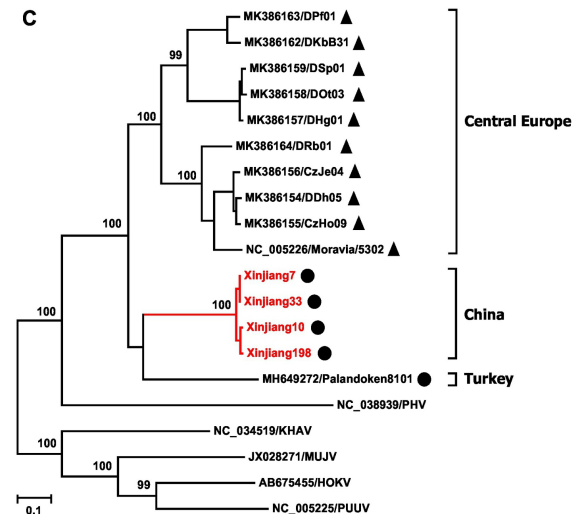 C
MK386163/DPf01
MK386162/DKbB31
99
MK386159/DSp01
MK386158/DOt03
MK386157/DHg01
Central Europe
100
MK386164/DRb01
MK386156/CzJe04
100
MK386154/DDh05
MK386155/CzHo09
100
NC_005226/Moravia/5302
Xinjiang7
Xinjiang33
100
China
100
Xinjiang10
Xinjiang198
MH649272/Palandoken8101
Turkey
NC_038939/PHV
NC_034519/KHAV
100
JX028271/MUJV
100
AB675455/HOKV
99
NC_005225/PUUV
0.1